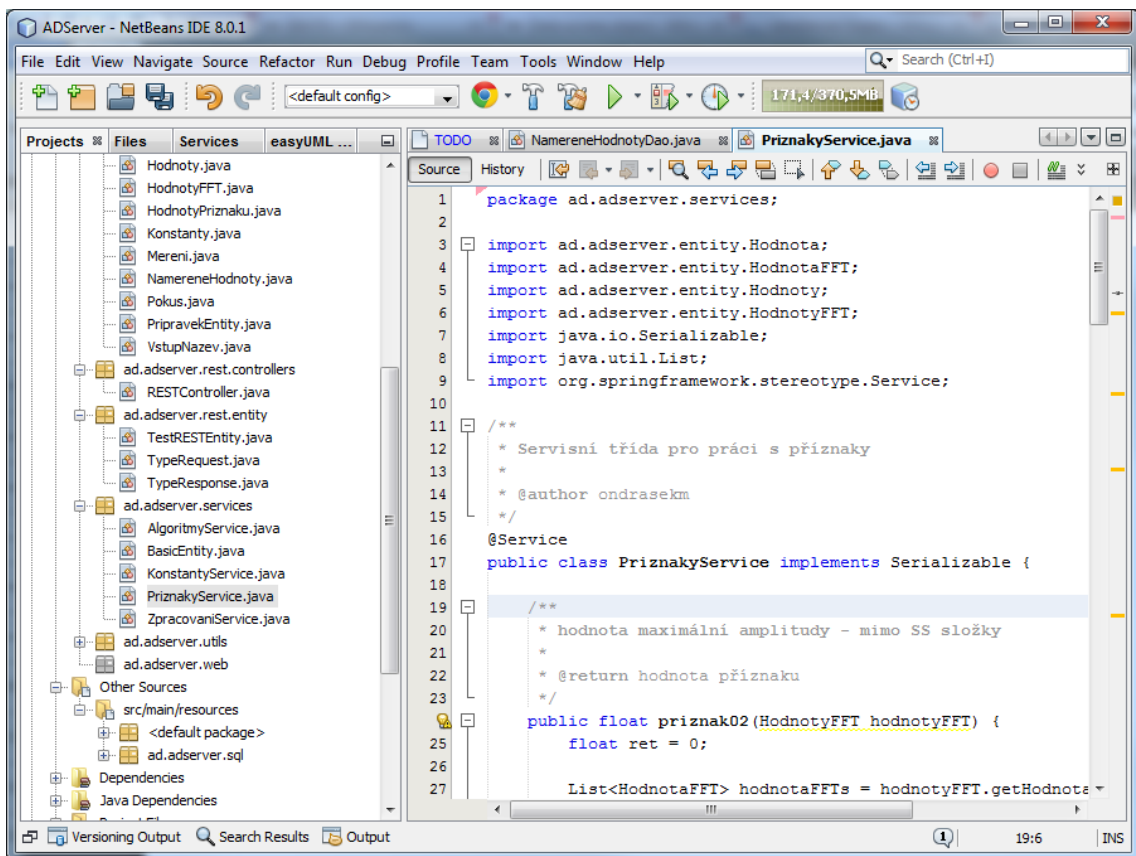 ADServer - NetBeans IDE 8.0.1
File Edit View Navigate Source Refactor Run Debug Profile Team Tools Window Help
Search (Ctrl+I)
<default config>
171,4/370,5MB
Projects Files Services easyUML ...
Hodnoty.java
HodnotyFFT.java
HodnotyPriznaku.java
Konstanty.java
Mereni.java
NamereneHodnoty.java
Pokus.java
PripravekEntity.java
VstupNazev.java
ad.adserver.rest.controllers
RESTController.java
ad.adserver.rest.entity
TestRESTEntity.java
TypeRequest.java
TypeResponse.java
ad.adserver.services
AlgoritmyService.java
BasicEntity.java
KonstantyService.java
PriznakyService.java
ZpracovaniService.java
ad.adserver.utils
ad.adserver.web
Other Sources
src/main/resources
<default package>
ad.adserver.sql
Dependencies
Java Dependencies
TODO NamereneHodnotyDao.java PriznakyService.java
Source History
1 package ad.adserver.services;
2
3 import ad.adserver.entity.Hodnota;
4 import ad.adserver.entity.HodnotaFFT;
5 import ad.adserver.entity.Hodnoty;
6 import ad.adserver.entity.HodnotyFFT;
7 import java.io.Serializable;
8 import java.util.List;
9 import org.springframework.stereotype.Service;
10
11 /**
12 * Servisní třída pro práci s příznaky
13 *
14 * @author ondrasekm
15 */
16 @Service
17 public class PriznakyService implements Serializable {
18
19 /**
20 * hodnota maximální amplitudy - mimo SS složky
21 *
22 * @return hodnota příznaku
23 */
public float priznak02(HodnotyFFT hodnotyFFT) {
25 float ret = 0;
26
27 List<HodnotaFFT> hodnotaFFTs = hodnotyFFT.getHodnota
Versioning Output Search Results Output
1 19:6 INS